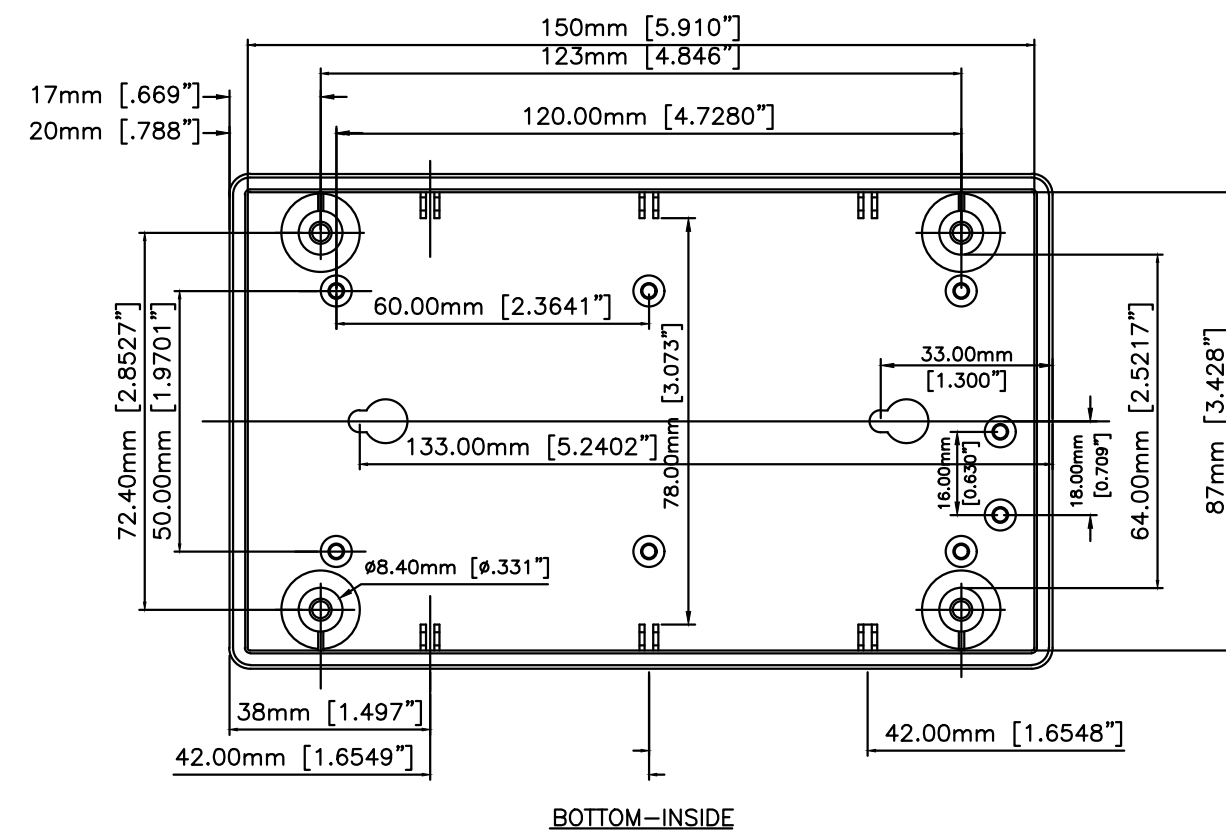 150mm [5.910”]
123mm [4.846”]
17mm [.669”]
20mm [.788”]
120.00mm [4.7280”]
60.00mm [2.3641”]
33.00mm
[1.300”]
72.40mm [2.8527”]
50.00mm [1.9701”]
78.00mm [3.073”]
133.00mm [5.2402”]
16.00mm
[0.630”]
18.00mm
[0.709”]
64.00mm [2.5217”]
87mm [3.428”]
ø8.40mm [ø.331”]
38mm [1.497”]
42.00mm [1.6549”]
42.00mm [1.6548”]
BOTTOM-INSIDE